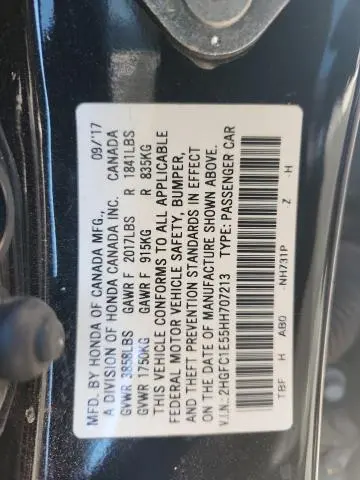 MFD. BY HONDA OF CANADA MFG., 09/'17
A DIVISION OF HONDA CANADA INC. CANADA
GVWR 3858LBS GAWR F 2017LBS R 1841LBS
GVWR 1750KG GAWR F 915KG R 835KG
THIS VEHICLE CONFORMS TO ALL APPLICABLE
FEDERAL MOTOR VEHICLE SAFETY, BUMPER,
AND THEFT PREVENTION STANDARDS IN EFFECT
ON THE DATE OF MANUFACTURE SHOWN ABOVE.
V.I.N.: 2HGFC1E55HH707213 TYPE: PASSENGER CAR
TBF H AB0 -NH731P Z -H